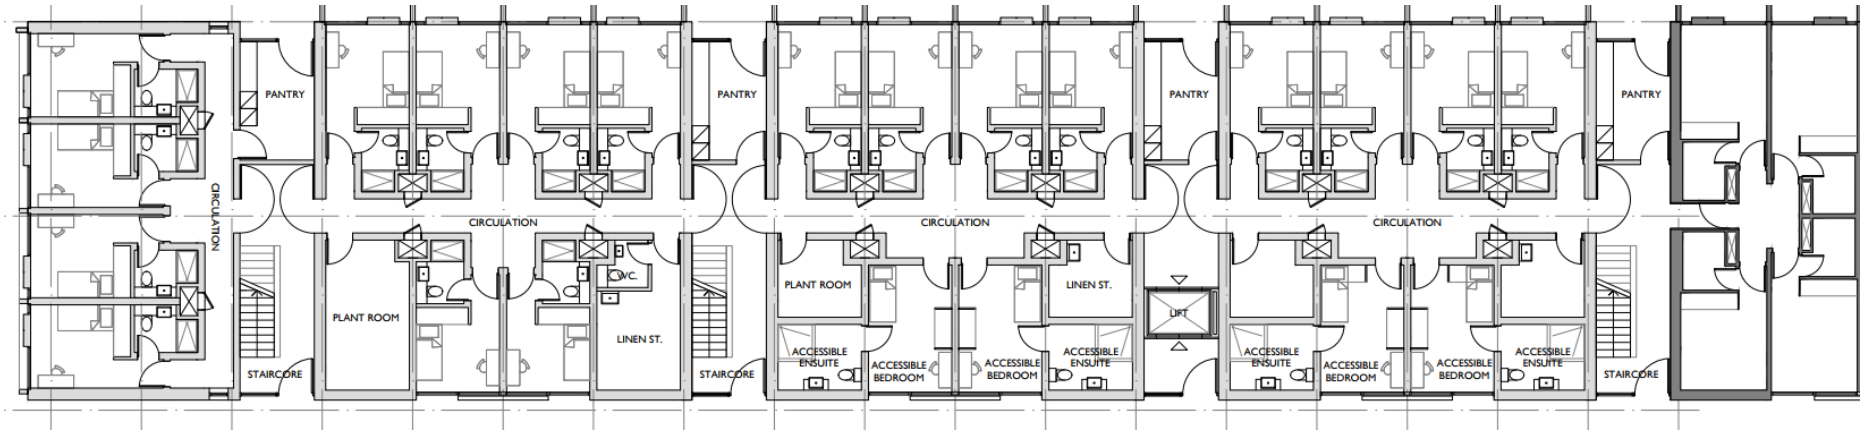 PANTRY
PANTRY
PANTRY
PANTRY
CIRCULATION
CIRCULATION
CIRCULATION
CIRCULATION
WC.
PLANT ROOM
LINEN ST.
PLANT ROOM
LINEN ST.
LIFT
STAIRCORE
STAIRCORE
ACCESSIBLE
ENSUITE
ACCESSIBLE
BEDROOM
ACCESSIBLE
BEDROOM
ACCESSIBLE
ENSUITE
ACCESSIBLE
ENSUITE
ACCESSIBLE
BEDROOM
ACCESSIBLE
BEDROOM
ACCESSIBLE
ENSUITE
STAIRCORE